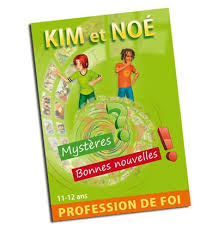 KIM et NOÉ
Mystères ?
Bonnes nouvelles !
11-12 ans
PROFESSION DE FOI